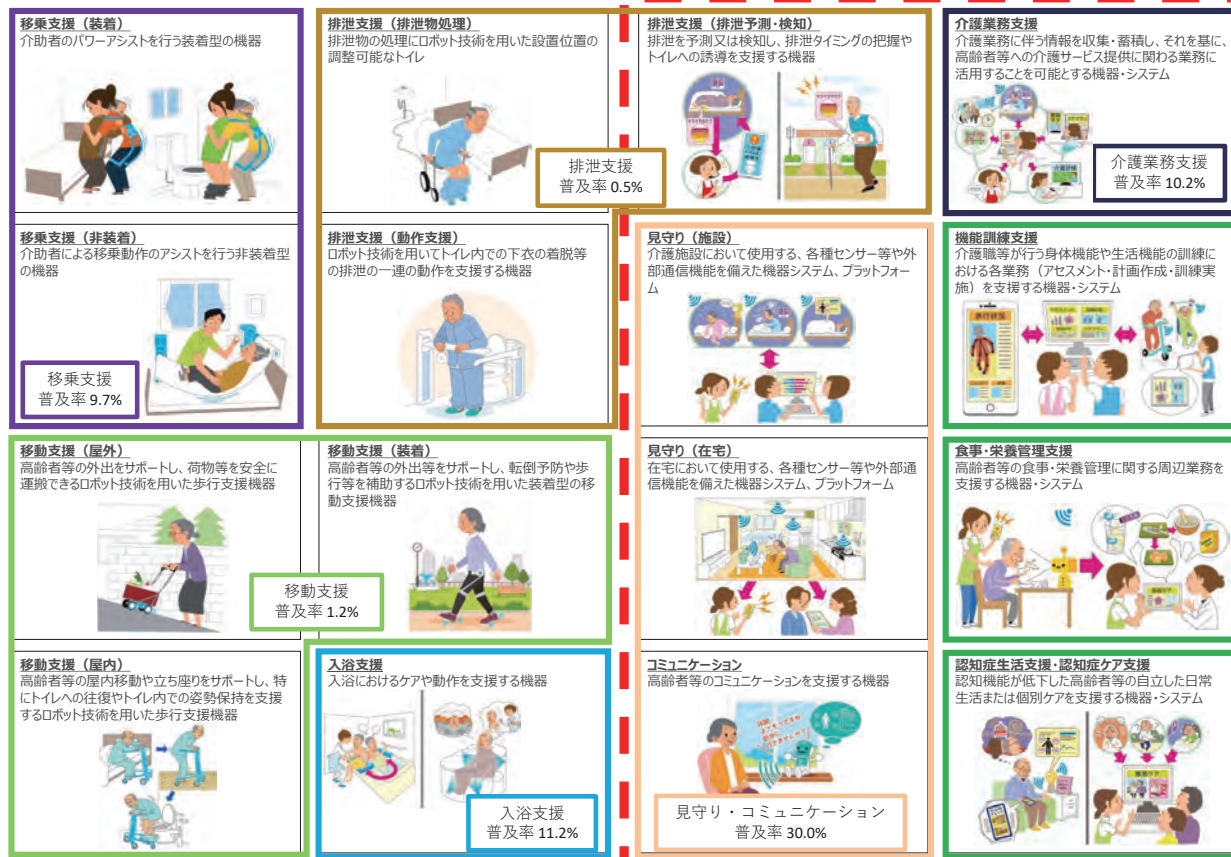 移乗支援（装着）
介助者のパワーアシストを行う装着型の機器
排泄支援（排泄物処理）
排泄物の処理にロボット技術を用いた設置位置の
調整可能なトイレ
排泄支援（排泄予測・検知）
排泄を予測又は検知し、排泄タイミングの把握や
トイレへの誘導を支援する機器
介護業務支援
介護業務に伴う情報を収集・蓄積し、それを基に、
高齢者等への介護サービス提供に関わる業務に
活用することを可能とする機器・システム
排泄支援
普及率 0.5%
介護業務支援
普及率 10.2%
移乗支援（非装着）
介助者による移乗動作のアシストを行う非装着型
の機器
排泄支援（動作支援）
ロボット技術を用いてトイレ内での下衣の着脱等
の排泄の一連の動作を支援する機器
見守り（施設）
介護施設において使用する、各種センサー等や外
部通信機能を備えた機器システム、プラットフォー
ム
機能訓練支援
介護職等が行う身体機能や生活機能の訓練に
おける各業務（アセスメント・計画作成・訓練実
施）を支援する機器・システム
移乗支援
普及率 9.7%
移動支援（屋外）
高齢者等の外出をサポートし、荷物等を安全に
運搬できるロボット技術を用いた歩行支援機器
移動支援（装着）
高齢者等の外出等をサポートし、転倒予防や歩
行等を補助するロボット技術を用いた装着型の移
動支援機器
見守り（在宅）
在宅において使用する、各種センサー等や外部通
信機能を備えた機器システム、プラットフォーム
食事・栄養管理支援
高齢者等の食事・栄養管理に関する周辺業務を
支援する機器・システム
移動支援
普及率 1.2%
移動支援（屋内）
高齢者等の屋内移動や立ち座りをサポートし、特
にトイレへの往復やトイレ内での姿勢保持を支援
するロボット技術を用いた歩行支援機器
入浴支援
入浴におけるケアや動作を支援する機器
コミュニケーション
高齢者等のコミュニケーションを支援する機器
認知症生活支援・認知症ケア支援
認知機能が低下した高齢者等の自立した日常
生活または個別ケアを支援する機器・システム
入浴支援
普及率 11.2%
見守り・コミュニケーション
普及率 30.0%